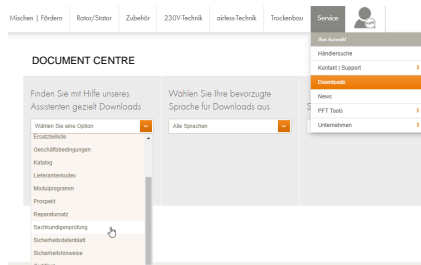 Mischen | Fördern Rotor/Stator Zubehör 230V-Technik airless-Technik Trockenbau Service
Ihre Auswahl
Händlersuche
Kontakt | Support
Downloads
News
PFT Tools
Unternehmen
DOCUMENT CENTRE
Finden Sie mit Hilfe unseres
Assistenten gezielt Downloads
Wählen Sie eine Option
Ersatzteilliste
Geschäftsbedingungen
Katalog
Lieferantenkodex
Modulprogramm
Prospekt
Reparatursatz
Sachkundigenprüfung
Sicherheitsdatenblatt
Sicherheitshinweise
Wählen Sie Ihre bevorzugte
Sprache für Downloads aus
Alle Sprachen